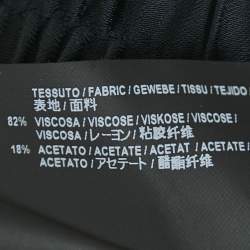 TESSUTO / FABRIC / GEWEBE / TISSU / TEJIDO
表地 / 面料
82% VISCOSA / VISCOSE / VISKOSE / VISCOSE /
VISCOSA / レーヨン / 粘胶纤维
18% ACETATO / ACETATE / ACETAT / ACETATE /
ACETATO / アセテート / 醋酯纤维